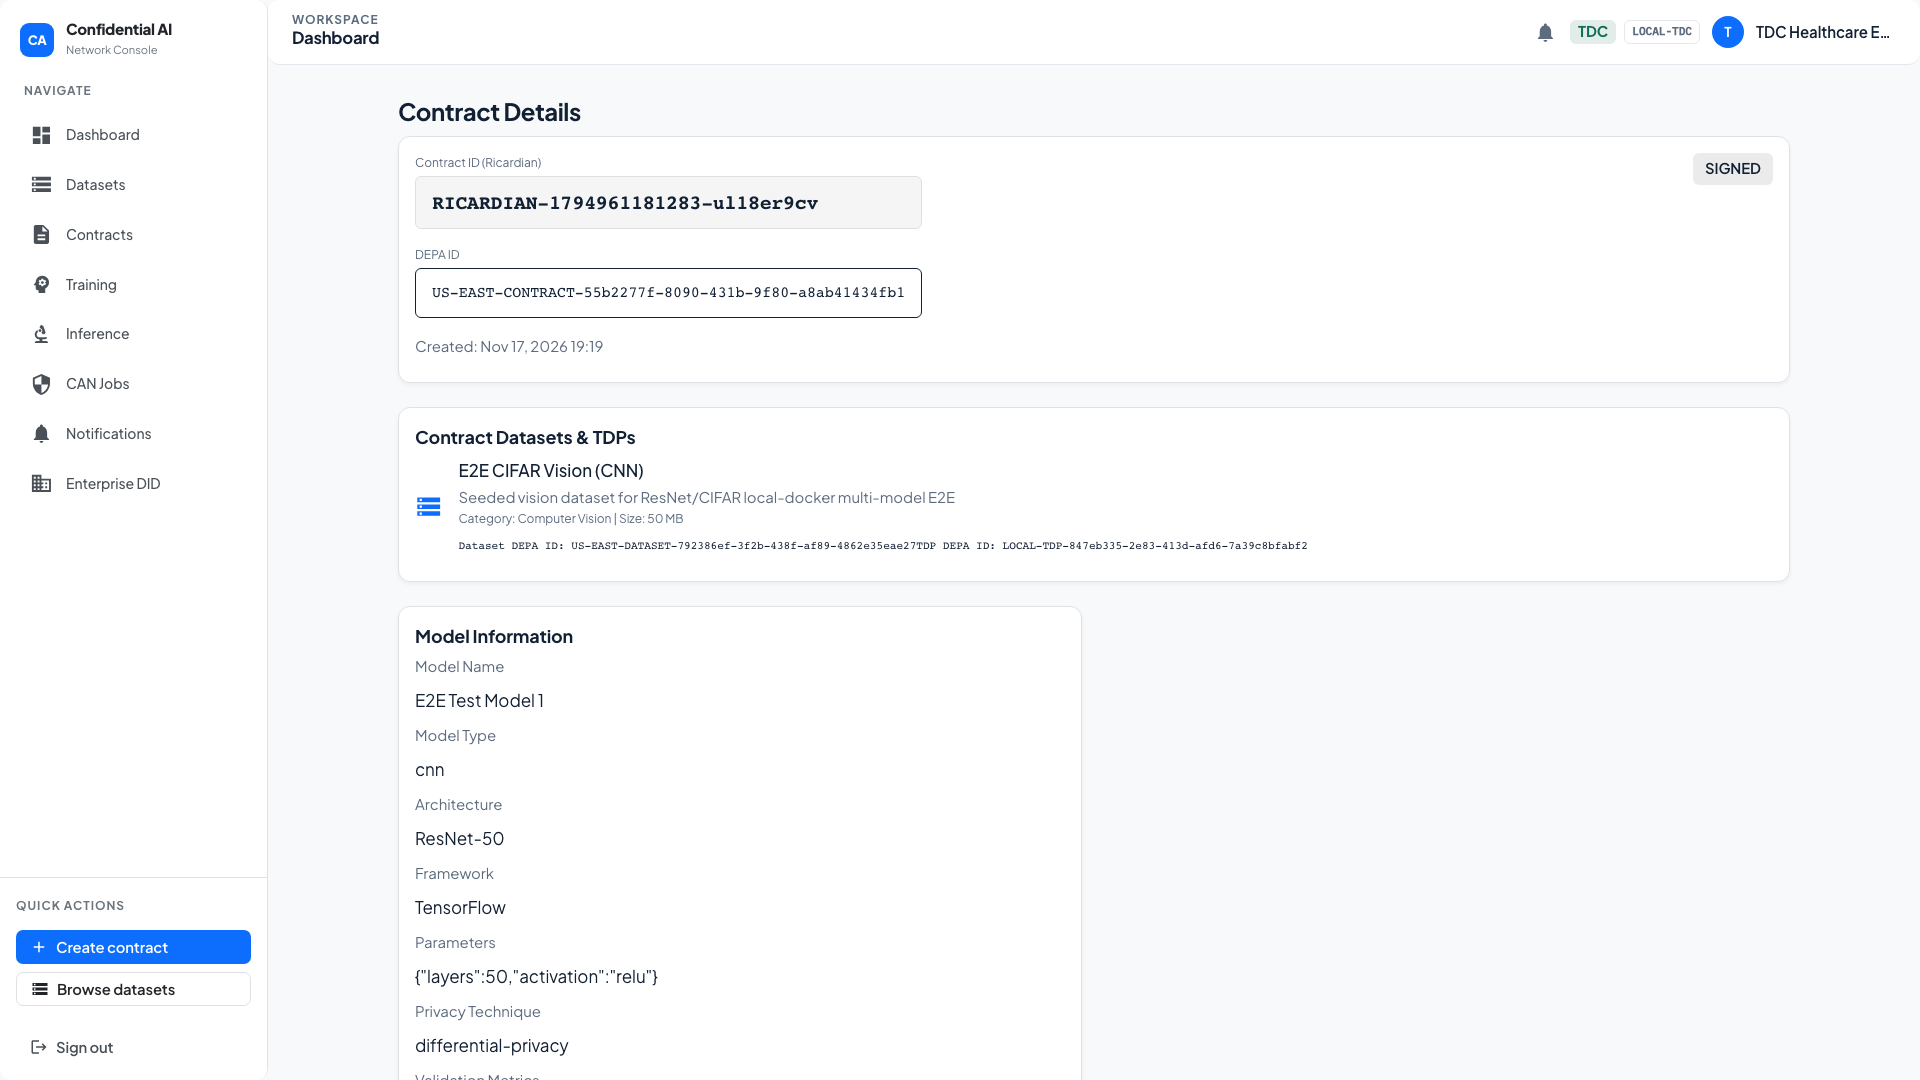 CA
Confidential AI
Network Console
NAVIGATE
Dashboard
Datasets
Contracts
Training
Inference
CAN Jobs
Notifications
Enterprise DID
QUICK ACTIONS
Create contract
Browse datasets
Sign out
WORKSPACE
Dashboard
TDC
LOCAL-TDC
T
TDC Healthcare E...
Contract Details
Contract ID (Ricardian)
SIGNED
RICARDIAN-1794961181283-ul18er9cv
DEPA ID
US-EAST-CONTRACT-55b2277f-8090-431b-9f80-a8ab41434fb1
Created: Nov 17, 2026 19:19
Contract Datasets & TDPs
E2E CIFAR Vision (CNN)
Seeded vision dataset for ResNet/CIFAR local-docker multi-model E2E
Category: Computer Vision | Size: 50 MB
Dataset DEPA ID: US-EAST-DATASET-792386ef-3f2b-438f-af89-4862e35eae27TDP DEPA ID: LOCAL-TDP-847eb335-2e83-413d-afd6-7a39c8bfabf2
Model Information
Model Name
E2E Test Model 1
Model Type
cnn
Architecture
ResNet-50
Framework
TensorFlow
Parameters
{"layers":50,"activation":"relu"}
Privacy Technique
differential-privacy
Validation Metrics